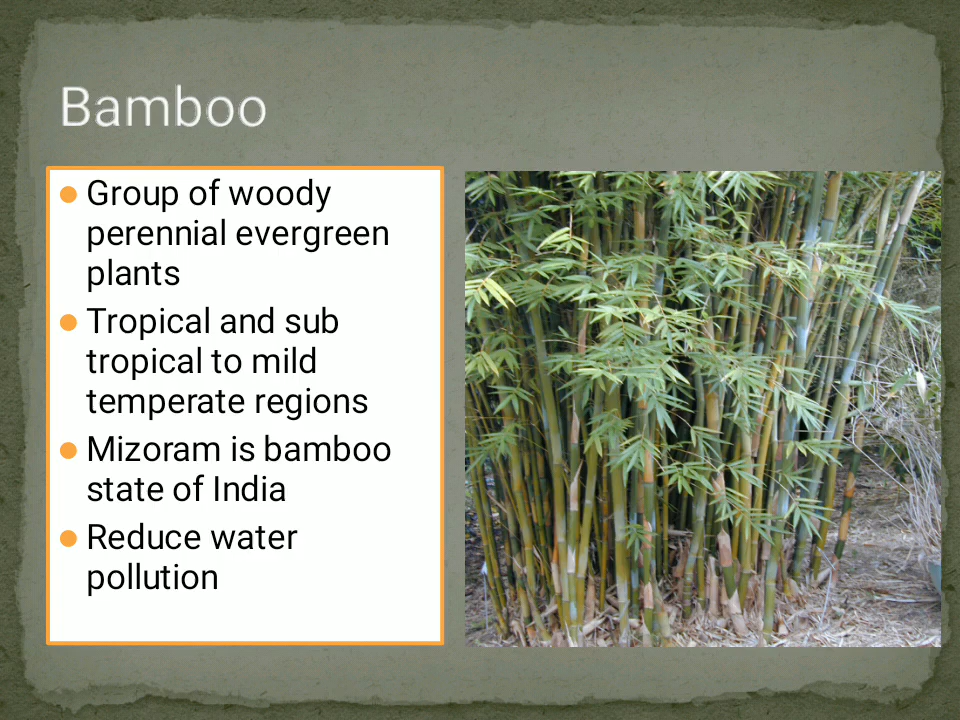 Bamboo
Group of woody
perennial evergreen
plants
Tropical and sub
tropical to mild
temperate regions
Mizoram is bamboo
state of India
Reduce water
pollution